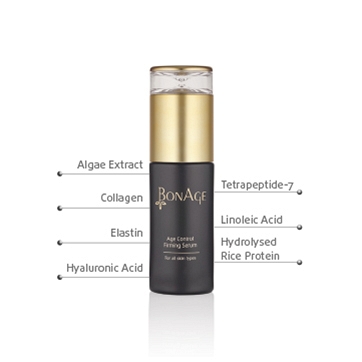 Algae Extract
Collagen
Elastin
Hyaluronic Acid
BONAGE
Age Control
Firming Serum
for all skin types
Tetrapeptide-7
Linoleic Acid
Hydrolysed
Rice Protein